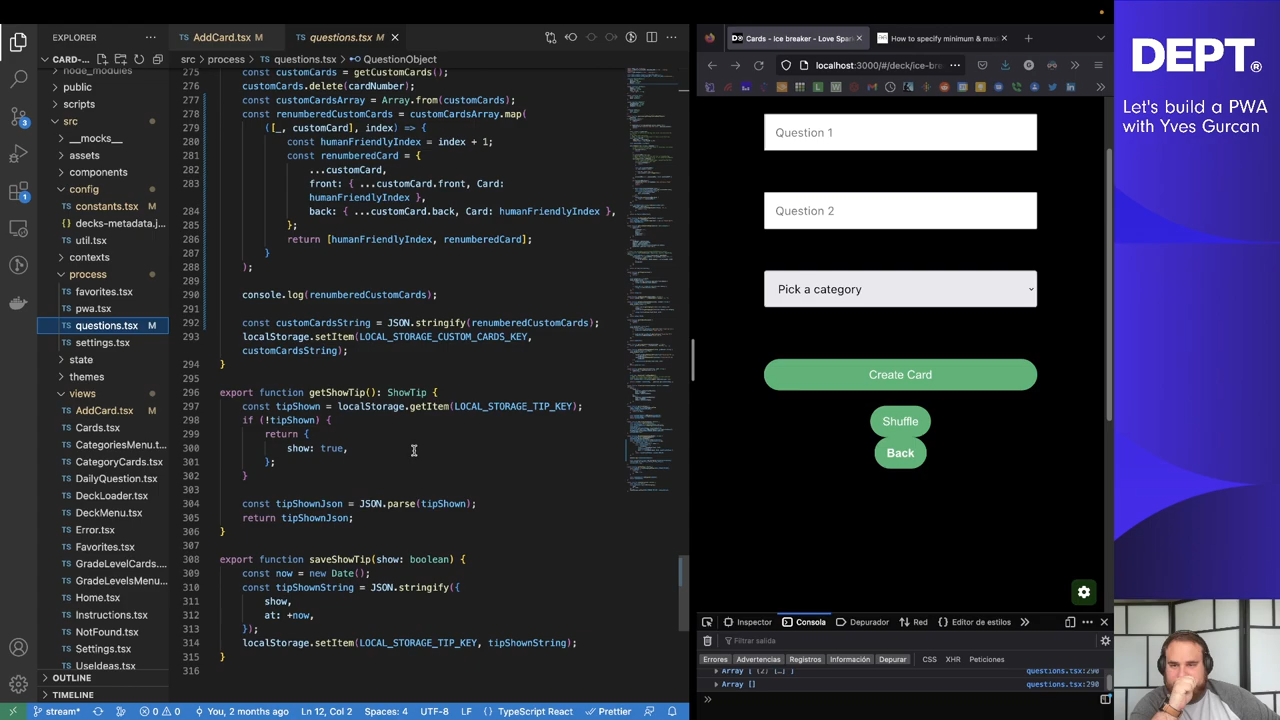 EXPLORER
CARD-...
node_modules
public
scripts
src
__mocks__
assets
components
config
constants.tsx
util.tsx
contexts
process
favorites.tsx
pwa.tsx
questions.tsx M
settings.tsx
state
themes
views
AddCard.tsx M
Cards.tsx
CategoriesMenu.t...
DeckInfo.tsx
DeckMenu.tsx
Error.tsx
Favorites.tsx
GradeLevelCards.tsx
GradeLevelsMenu...
Home.tsx
Instructions.tsx
NotFound.tsx
Settings.tsx
UseIdeas.tsx
OUTLINE
TIMELINE
AddCard.tsx M
questions.tsx M
275
276 customCards.delete(cardNumber);
277 const customCardsArray = Array.from(customCards);
278 const renumberedCustomCards = customCardsArray.map(
279 ([_, customCard], index) => {
280 const humanFriendlyIndex = index + 1;
281 const renumberedCard = {
282 ...customCard,
283 front: { ...customCard.front, card:
humanFriendlyIndex },
284 back: { ...customCard.back, card: humanFriendlyIndex },
285 };
286 return [humanFriendlyIndex, renumberedCard];
287 }
288 );
289
290 console.log(renumberedCustomCards);
291
292 const customCardsString = JSON.stringify(renumberedCustomCards);
293 localStorage.setItem(LOCAL_STORAGE_CUSTOM_CARDS_KEY,
customCardsString);
294 }
295
296 export function getShowTip(): ShowTip {
297 const tipShown = localStorage.getItem(LOCAL_STORAGE_TIP_KEY);
298 if (!tipShown) {
299 return {
300 show: true,
301 };
302 }
303
304 const tipShownJson = JSON.parse(tipShown);
305 return tipShownJson;
306 }
307
308 export function saveShowTip(show: boolean) {
309 const now = new Date();
310 const tipShownString = JSON.stringify({
311 show,
312 at: +now,
313 });
314 localStorage.setItem(LOCAL_STORAGE_TIP_KEY, tipShownString);
315 }
316
stream*
0 0
You, 2 months ago
Ln 12, Col 2
Spaces: 4
UTF-8
LF
TypeScript React
Prettier
Cards - ice breaker - Love Spar
How to specify minimum & max
localhost:3000/#/deck/ice-bre
Question 1
Question 2
Pick a category
Create Card
Shuffle
Back
Inspector
Consola
Depurador
Red
Editor de estilos
Filtrar salida
Errores
Advertencias
Registros
Información
Depurar
CSS
XHR
Peticiones
Array [ (2) […] ] questions.tsx:290
Array [] questions.tsx:290
DEPT®
Let's build a PWA
with Yves Gurcan